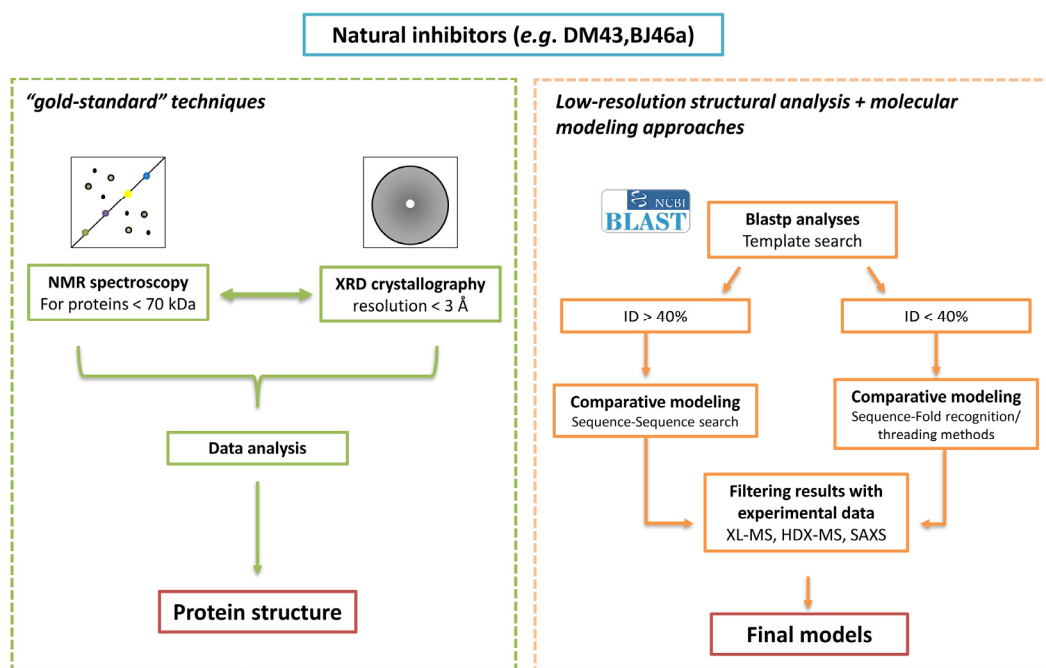 Natural inhibitors (e.g. DM43,BJ46a)
“gold-standard” techniques
NMR spectroscopy
For proteins < 70 kDa
XRD crystallography
resolution < 3 Å
Data analysis
Protein structure
Low-resolution structural analysis + molecular
modeling approaches
NCBI
BLAST
Blastp analyses
Template search
ID > 40%
ID < 40%
Comparative modeling
Sequence-Sequence search
Comparative modeling
Sequence-Fold recognition/
threading methods
Filtering results with
experimental data
XL-MS, HDX-MS, SAXS
Final models